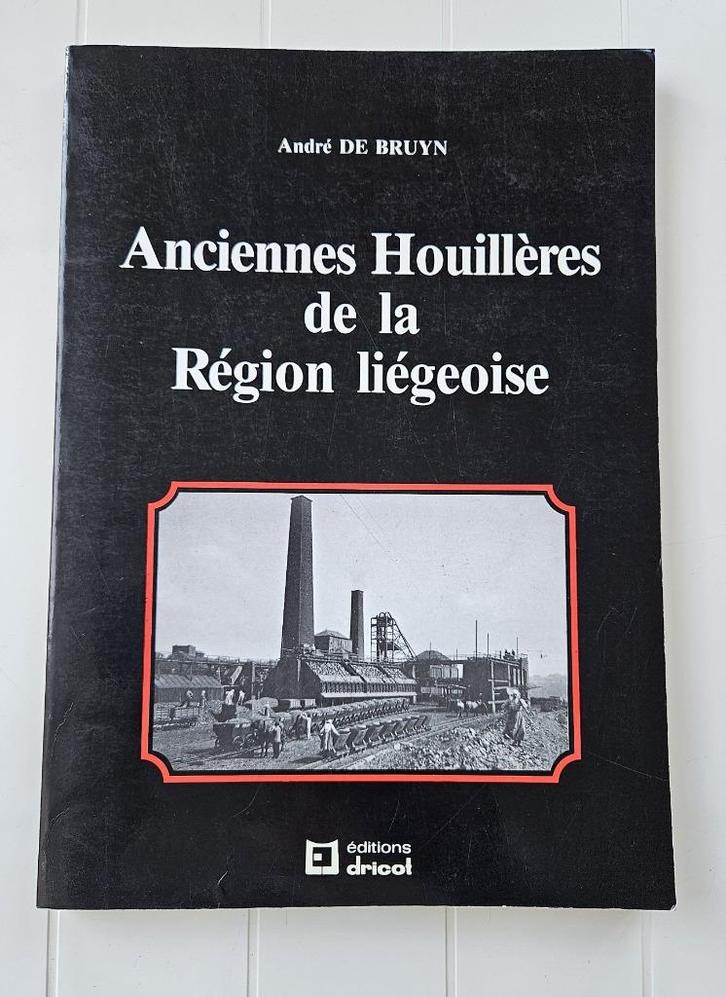 André DE BRUYN
Anciennes Houillères
de la
Région liégeoise
éditions
dricot